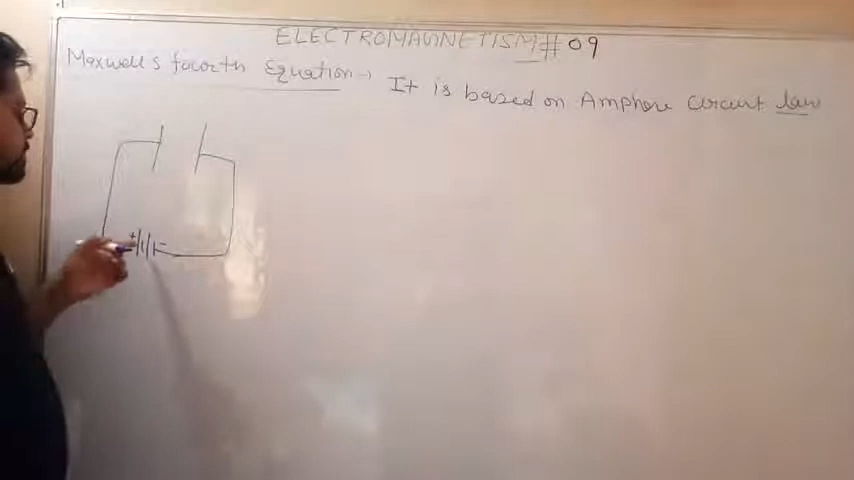 ELECTROMAGNETISM # 09
Maxwell's fourth Equation → It is based on Amphere circuit law
+ -